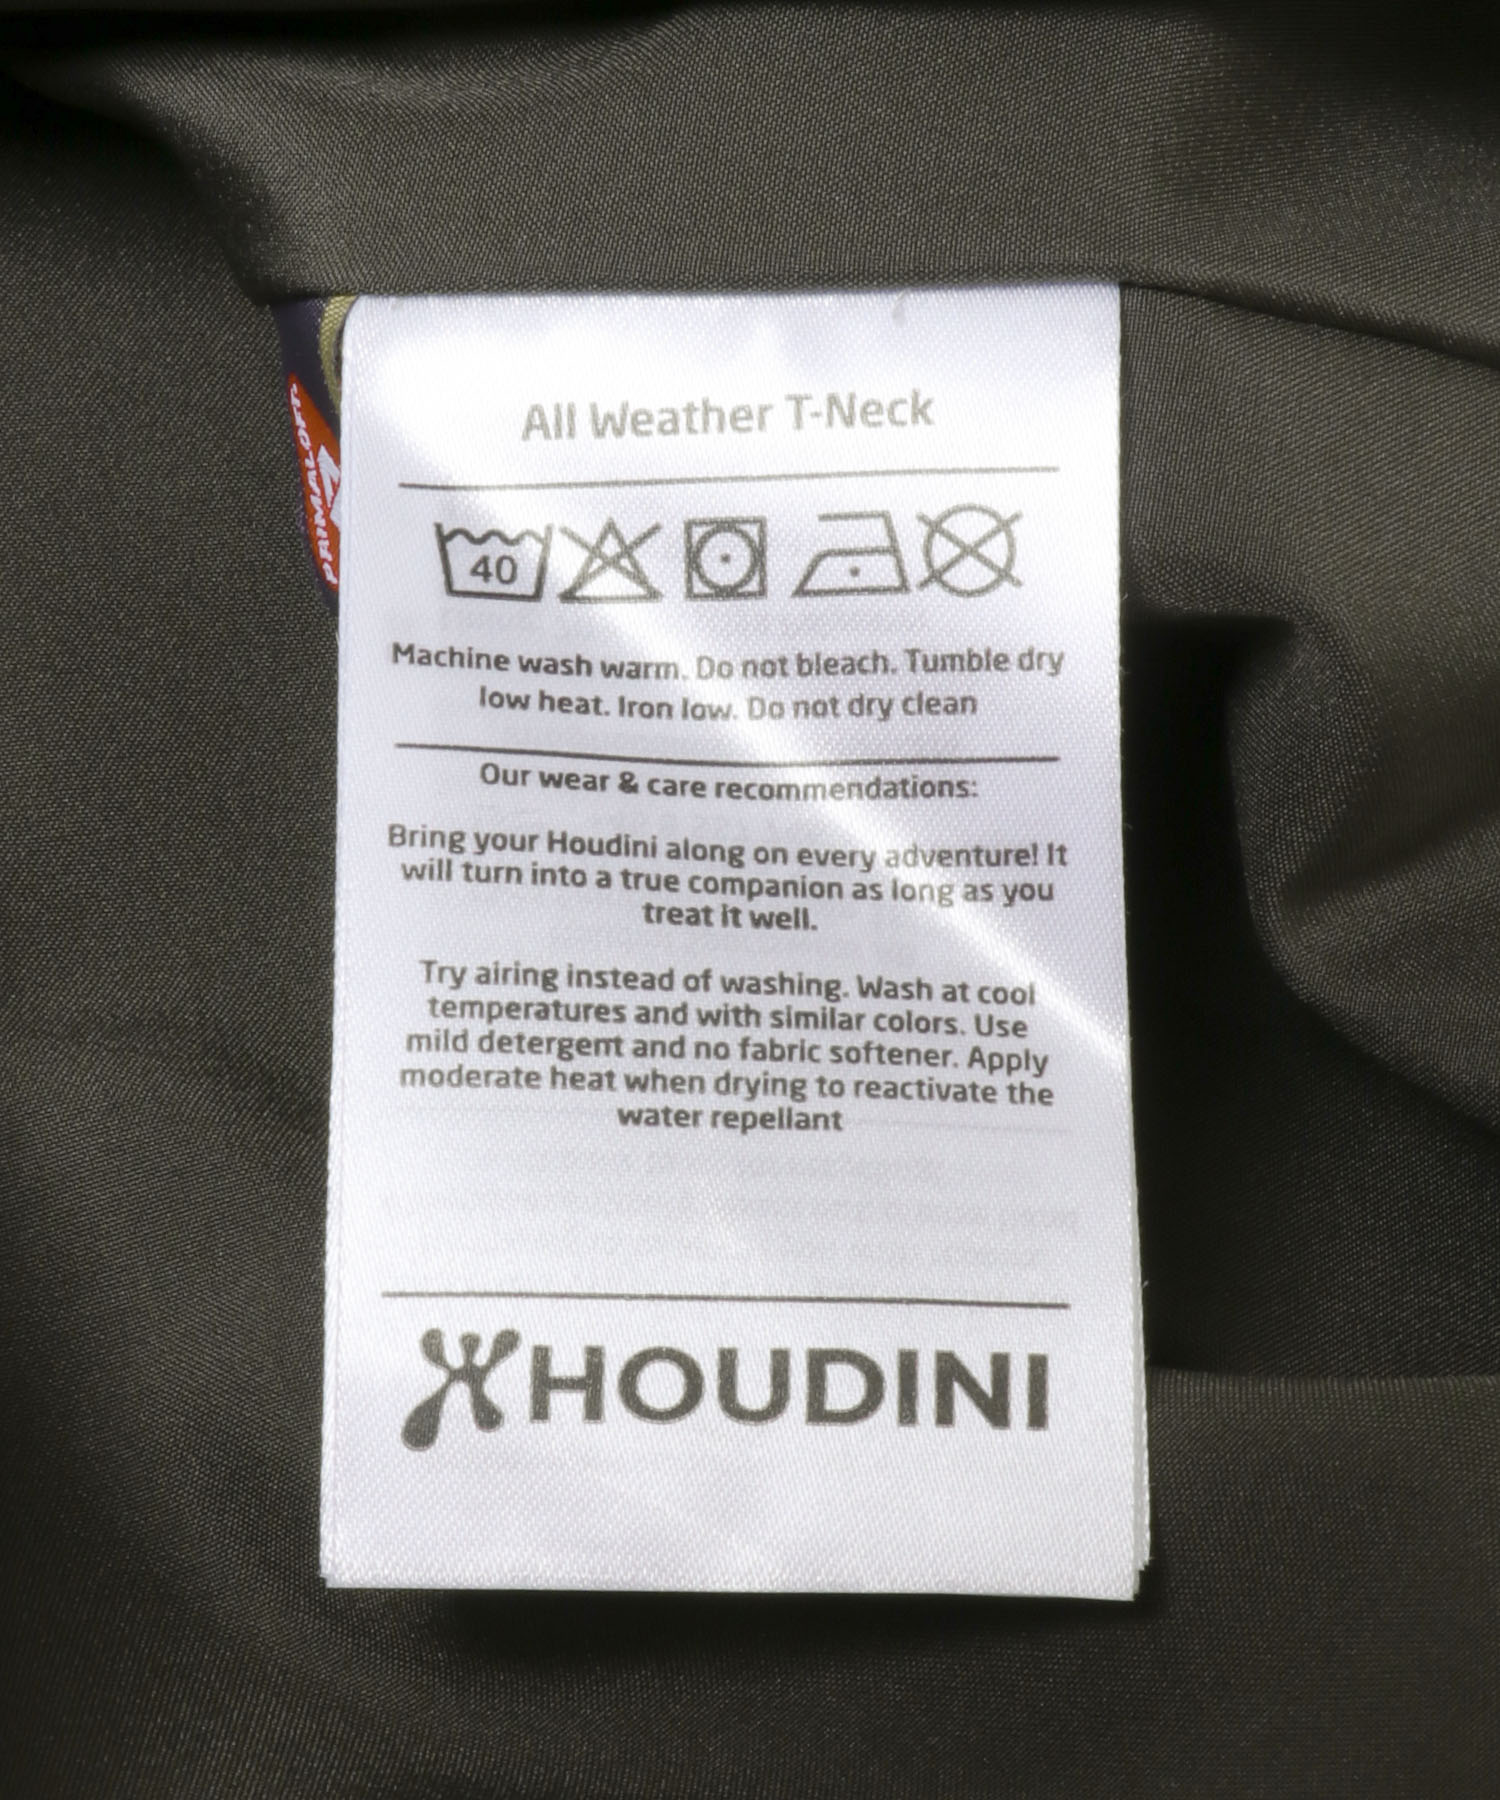 All Weather T-Neck
PRIMALOFT
40
Machine wash warm. Do not bleach. Tumble dry
low heat. Iron low. Do not dry clean
Our wear & care recommendations:
Bring your Houdini along on every adventure! It
will turn into a true companion as long as you
treat it well.
Try airing instead of washing. Wash at cool
temperatures and with similar colors. Use
mild detergent and no fabric softener. Apply
moderate heat when drying to reactivate the
water repellant
HOUDINI